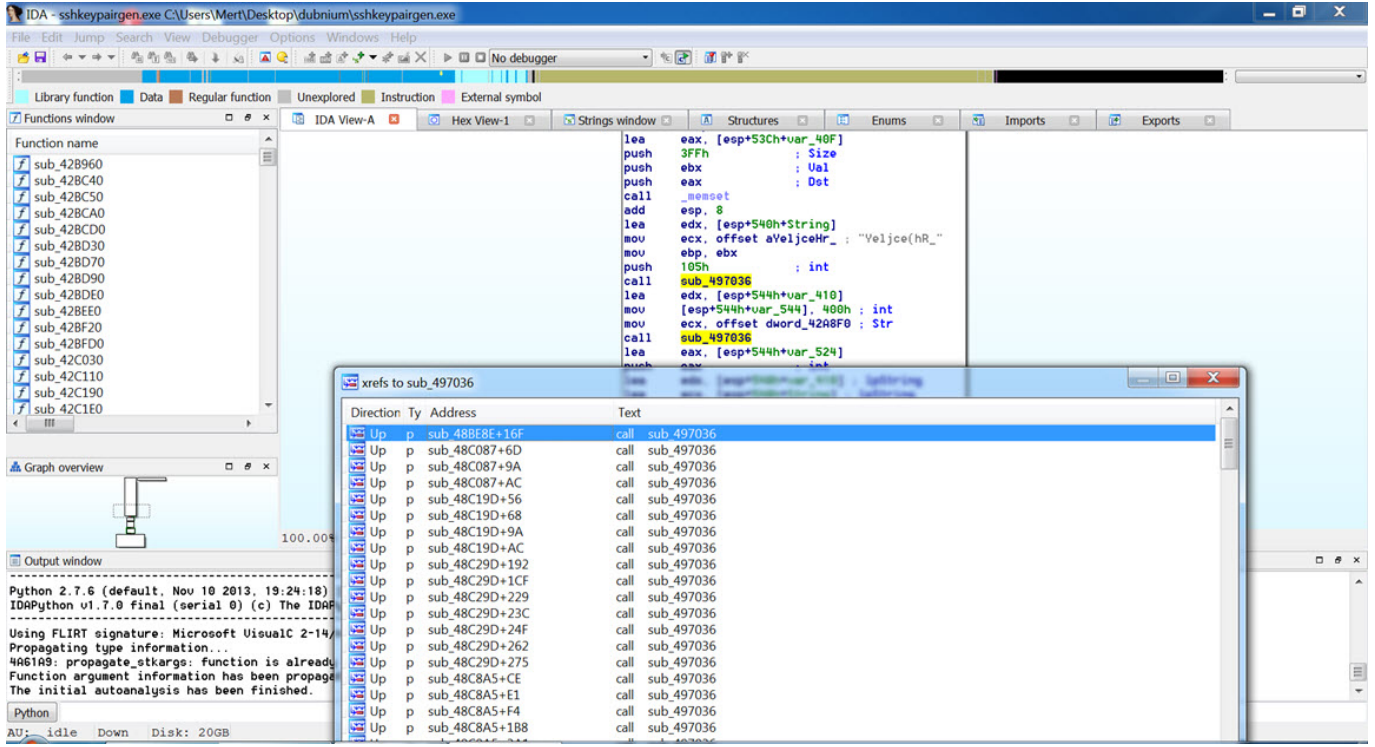 IDA - sshkeypairgen.exe C:\Users\Mert\Desktop\dubnium\sshkeypairgen.exe
File Edit Jump Search View Debugger Options Windows Help
No debugger
Library function Data Regular function Unexplored Instruction External symbol
Functions window
IDA View-A Hex View-1 Strings window Structures Enums Imports Exports
Function name
sub_42B960
sub_42BC40
sub_42BC50
sub_42BCA0
sub_42BCD0
sub_42BD30
sub_42BD70
sub_42BD90
sub_42BDE0
sub_42BEE0
sub_42BF20
sub_42BFD0
sub_42C030
sub_42C110
sub_42C190
sub_42C1E0
lea eax, [esp+53Ch+var_40F]
push 3FFh ; Size
push ebx ; Val
push eax ; Dst
call _memset
add esp, 8
lea edx, [esp+540h+String]
mov ecx, offset aYeljceHr_ ; "Yeljce(hR_"
mov ebp, ebx
push 105h ; int
call sub_497036
lea edx, [esp+544h+var_410]
mov [esp+544h+var_544], 400h ; int
mov ecx, offset dword_42A8F0 ; Str
call sub_497036
lea eax, [esp+544h+var_524]
push eax ; int
Graph overview
100.00%
xrefs to sub_497036
Direction Ty Address Text
Up p sub_48BE8E+16F call sub_497036
Up p sub_48C087+6D call sub_497036
Up p sub_48C087+9A call sub_497036
Up p sub_48C087+AC call sub_497036
Up p sub_48C19D+56 call sub_497036
Up p sub_48C19D+68 call sub_497036
Up p sub_48C19D+9A call sub_497036
Up p sub_48C19D+AC call sub_497036
Up p sub_48C29D+192 call sub_497036
Up p sub_48C29D+1CF call sub_497036
Up p sub_48C29D+229 call sub_497036
Up p sub_48C29D+23C call sub_497036
Up p sub_48C29D+24F call sub_497036
Up p sub_48C29D+262 call sub_497036
Up p sub_48C29D+275 call sub_497036
Up p sub_48C8A5+CE call sub_497036
Up p sub_48C8A5+E1 call sub_497036
Up p sub_48C8A5+F4 call sub_497036
Up p sub_48C8A5+1B8 call sub_497036
Output window
Python 2.7.6 (default, Nov 10 2013, 19:24:18)
IDAPython v1.7.0 final (serial 0) (c) The IDAP
Using FLIRT signature: Microsoft VisualC 2-14/
Propagating type information...
4A61A9: propagate_stkargs: function is already
Function argument information has been propaga
The initial autoanalysis has been finished.
Python
AU: idle Down Disk: 20GB